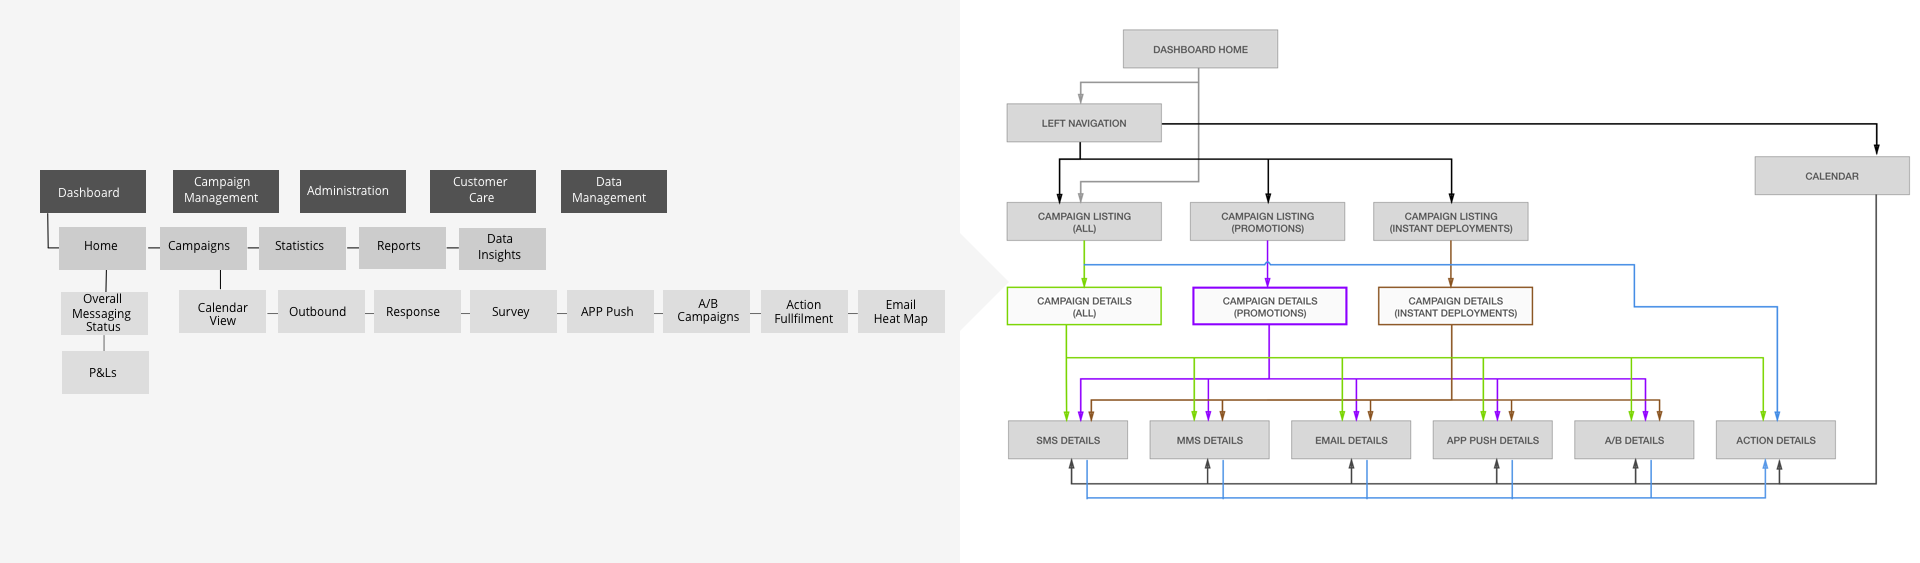 Dashboard
Campaign
Management
Administration
Customer
Care
Data
Management
Home
Campaigns
Statistics
Reports
Data
Insights
Overall
Messaging
Status
Calendar
View
Outbound
Response
Survey
APP Push
A/B
Campaigns
Action
Fullfilment
Email
Heat Map
P&Ls
DASHBOARD HOME
LEFT NAVIGATION
CALENDAR
CAMPAIGN LISTING
(ALL)
CAMPAIGN LISTING
(PROMOTIONS)
CAMPAIGN LISTING
(INSTANT DEPLOYMENTS)
CAMPAIGN DETAILS
(ALL)
CAMPAIGN DETAILS
(PROMOTIONS)
CAMPAIGN DETAILS
(INSTANT DEPLOYMENTS)
SMS DETAILS
MMS DETAILS
EMAIL DETAILS
APP PUSH DETAILS
A/B DETAILS
ACTION DETAILS